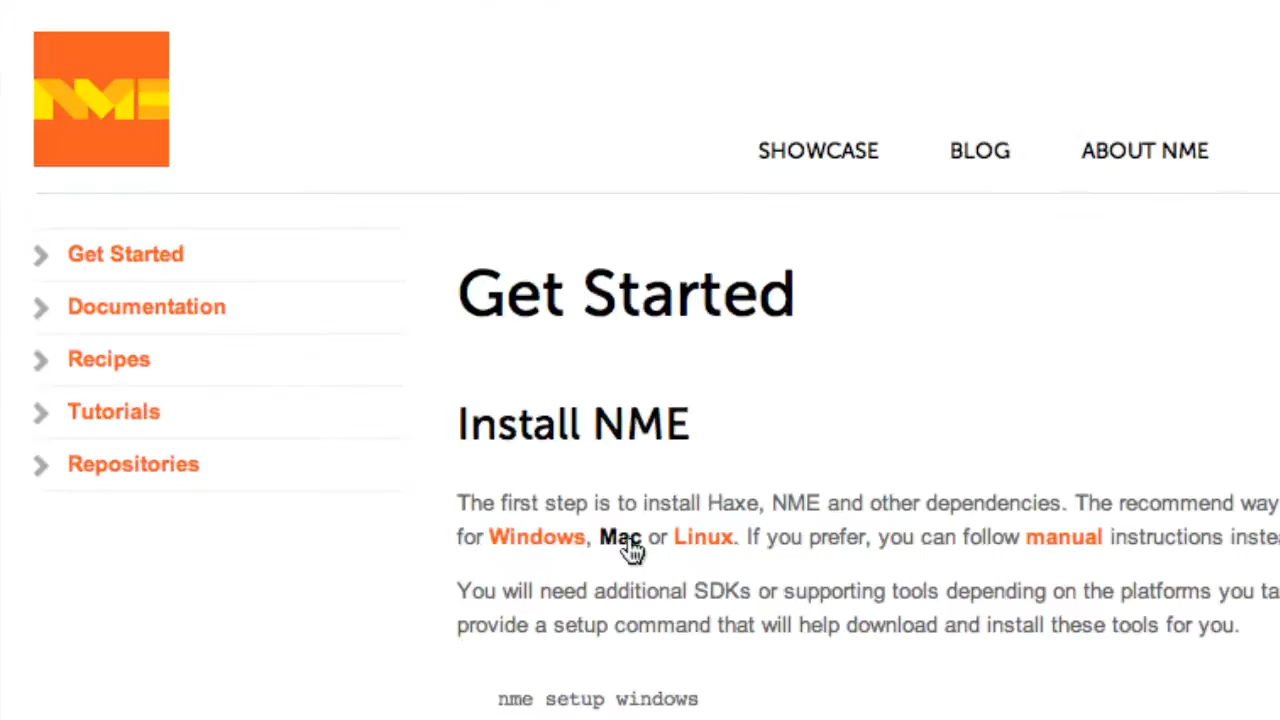 NME
SHOWCASE BLOG ABOUT NME
Get Started
Documentation
Recipes
Tutorials
Repositories
Get Started
Install NME
The first step is to install Haxe, NME and other dependencies. The recommend way
for Windows, Mac or Linux. If you prefer, you can follow manual instructions
You will need additional SDKs or supporting tools depending on the platforms you
provide a setup command that will help download and install these tools for you.
nme setup windows